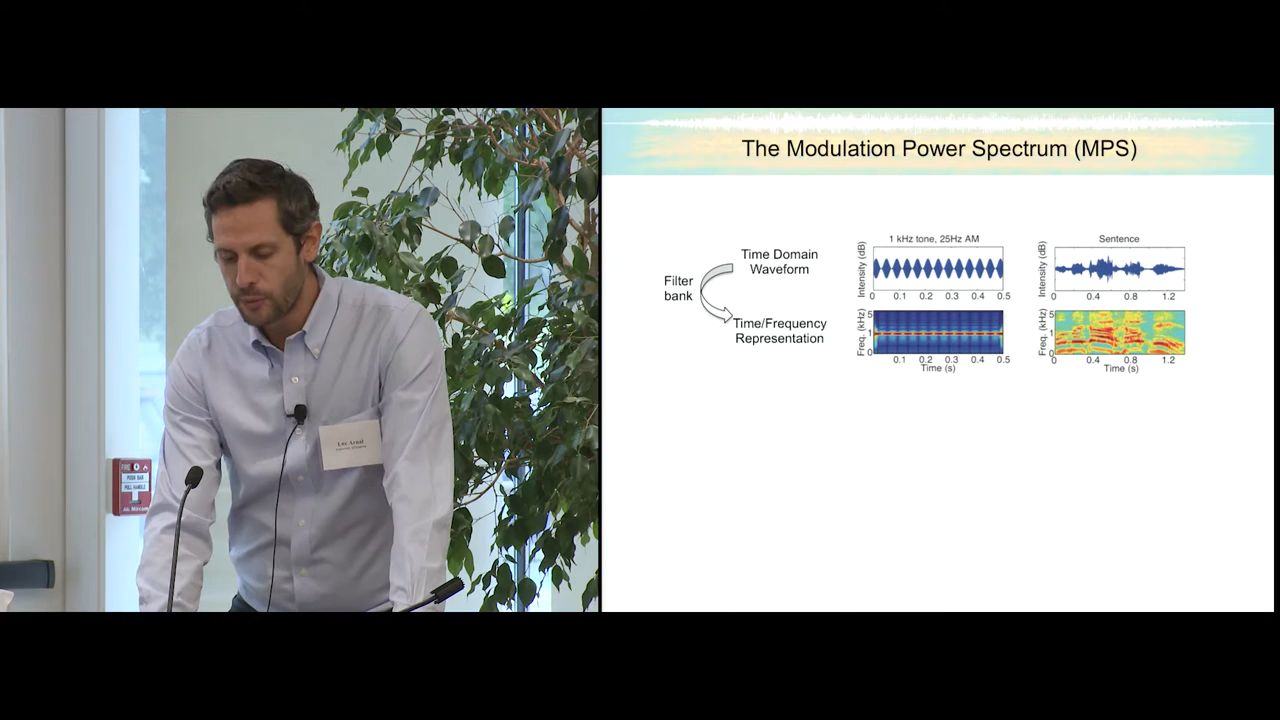 The Modulation Power Spectrum (MPS)
Filter
bank
Time Domain
Waveform
Time/Frequency
Representation
1 kHz tone, 25Hz AM
Intensity (dB)
0 0.1 0.2 0.3 0.4 0.5
Freq. (kHz)
5
1
0
0.1 0.2 0.3 0.4 0.5
Time (s)
Sentence
Intensity (dB)
0 0.4 0.8 1.2
Freq. (kHz)
5
1
0
0.4 0.8 1.2
Time (s)
FIRE
PUSH BAR
PULL HANDLE